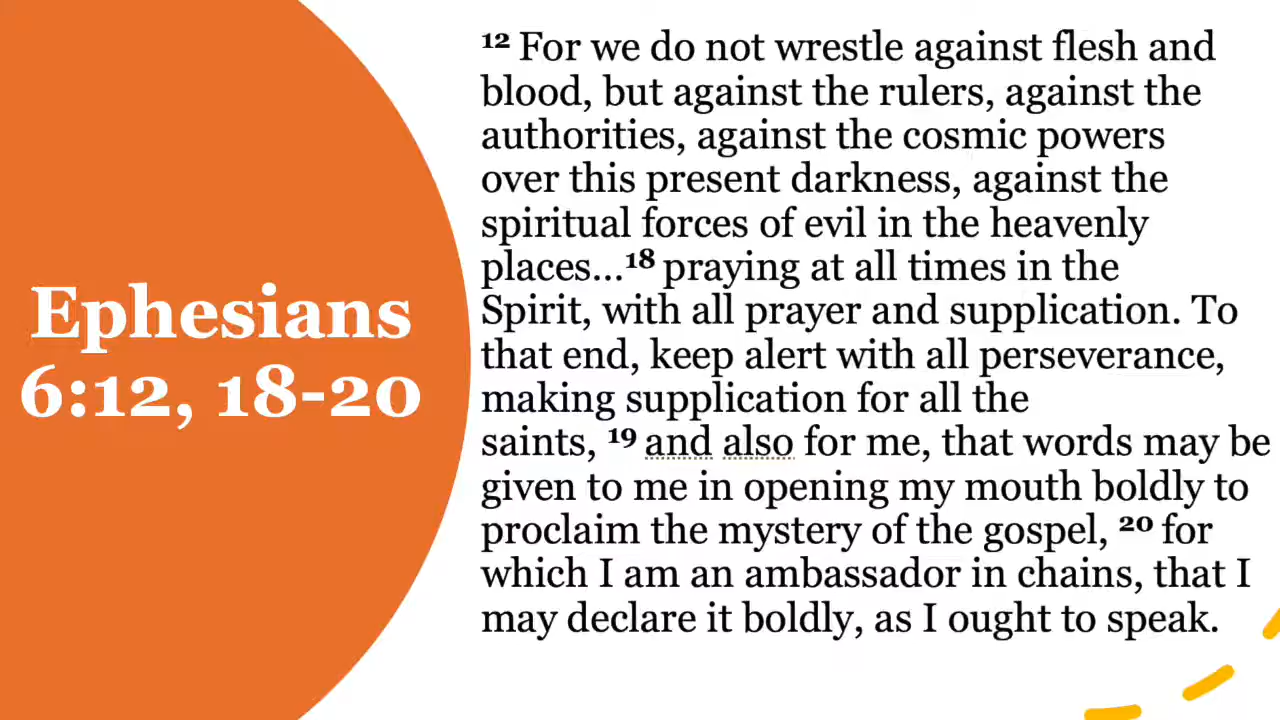 Ephesians
6:12, 18-20
12 For we do not wrestle against flesh and
blood, but against the rulers, against the
authorities, against the cosmic powers
over this present darkness, against the
spiritual forces of evil in the heavenly
places...18 praying at all times in the
Spirit, with all prayer and supplication. To
that end, keep alert with all perseverance,
making supplication for all the
saints, 19 and also for me, that words may be
given to me in opening my mouth boldly to
proclaim the mystery of the gospel, 20 for
which I am an ambassador in chains, that I
may declare it boldly, as I ought to speak.